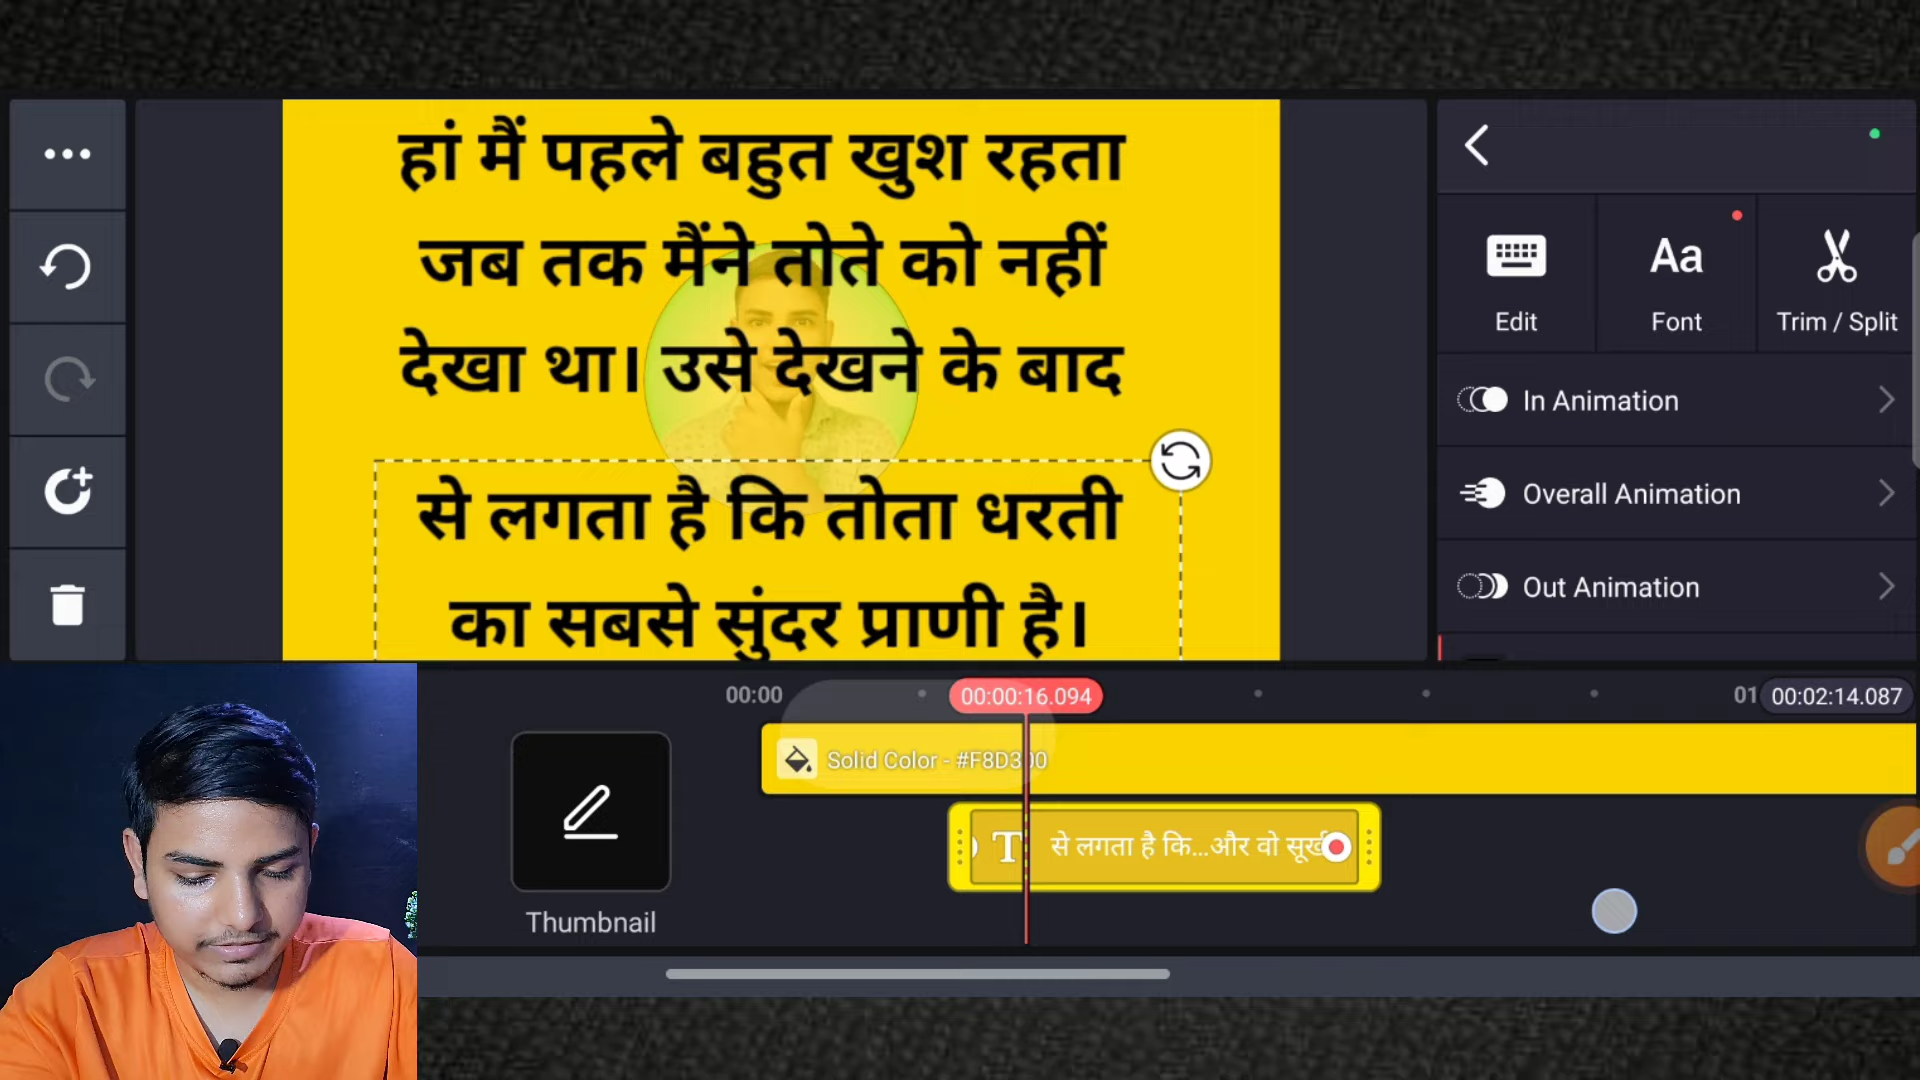 हां मैं पहले बहुत खुश रहता
जब तक मैंने तोते को नहीं
देखा था। उसे देखने के बाद
से लगता है कि तोता धरती
का सबसे सुंदर प्राणी है।
Edit
Aa
Font
Trim / Split
In Animation
Overall Animation
Out Animation
00:00
00:00:16.094
01
00:02:14.087
Solid Color - #F8D300
T से लगता है कि...और वो सूर्ख
Thumbnail